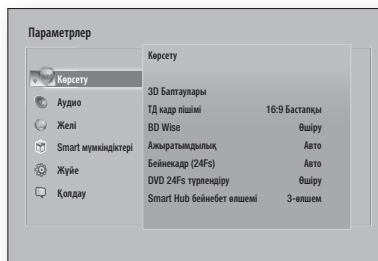 Параметрлер
Көрсету
Аудио
Желі
Smart мүмкіндіктері
Жүйе
Қолдау
Көрсету
3D Баптаулары
ТД кадр пішімі 16:9 Бастапқы
BD Wise Өшіру
Ажыратымдылық Авто
Бейнекадр (24Fs) Авто
DVD 24Fs түрлендіру Өшіру
Smart Hub бейнебет өлшемі 3-өлшем